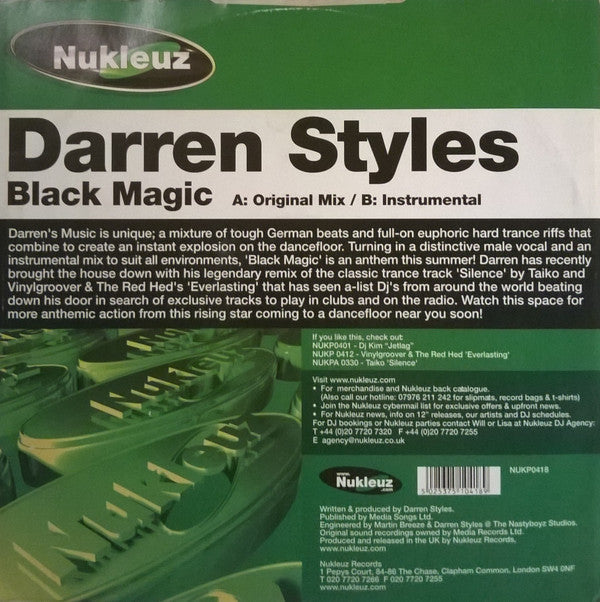 Nukleuz
Darren Styles
Black Magic A: Original Mix / B: Instrumental
Darren's Music is unique; a mixture of tough German beats and full-on euphoric hard trance riffs that
combine to create an instant explosion on the dancefloor. Turning in a distinctive male vocal and an
instrumental mix to suit all environments, 'Black Magic' is an anthem this summer! Darren has recently
brought the house down with his legendary remix of the classic trance track 'Silence' by Taiko and
Vinylgroover & The Red Hed's 'Everlasting' that has seen a-list Dj's from around the world beating
down his door in search of exclusive tracks to play in clubs and on the radio. Watch this space for
more anthemic action from this rising star coming to a dancefloor near you soon!
If you like this, check out:
NUKP0401 - Dj Kim "Jetlag"
NUKP 0412 - Vinylgroover & The Red Hed 'Everlasting'
NUKPA 0330 - Taiko 'Silence'
Visit www.nukleuz.com
• For merchandise and Nukleuz back catalogue.
(Also call our hotline: 07976 211 242 for slipmats, record bags & t-shirts)
• Join the Nukleuz cybermail list for exclusive offers & upfront news.
• For Nukleuz news, info on 12" releases, our artists and DJ schedules.
For DJ bookings or Nukleuz parties contact Will or Lisa at Nukleuz DJ Agency:
T +44 (0)20 7720 7320 F +44 (0)20 7720 7255
E agency@nukleuz.co.uk
Nukleuz
Nukleuz
Nukleuz
www.
Nukleuz
.com
5 025375 104189
NUKP0418
Written & produced by Darren Styles.
Published by Media Songs Ltd.
Engineered by Martin Breeze & Darren Styles @ The Nastyboyz Studios.
Original sound recordings owned by Media Records Ltd.
Produced and released in the UK by Nukleuz Records.
www.nukleuz.com
Nukleuz Records
1 Pepys Court, 84-86 The Chase, Clapham Common, London SW4 0NF
T 020 7720 7266 F 020 7720 7255
www.nukleuz.com